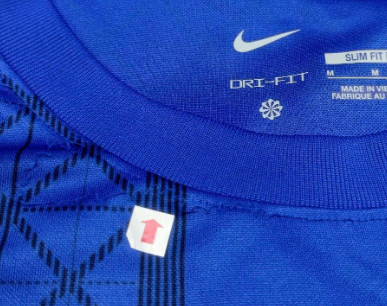 DRI-FIT
SLIM FIT
M M
MADE IN VIE
FABRIQUE AU